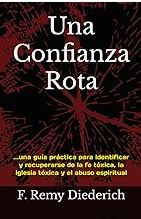 Una
Confianza
Rota
...una guía práctica para identificar
y recuperarse de la fe tóxica, la
iglesia tóxica y el abuso espiritual
F. Remy Diederich